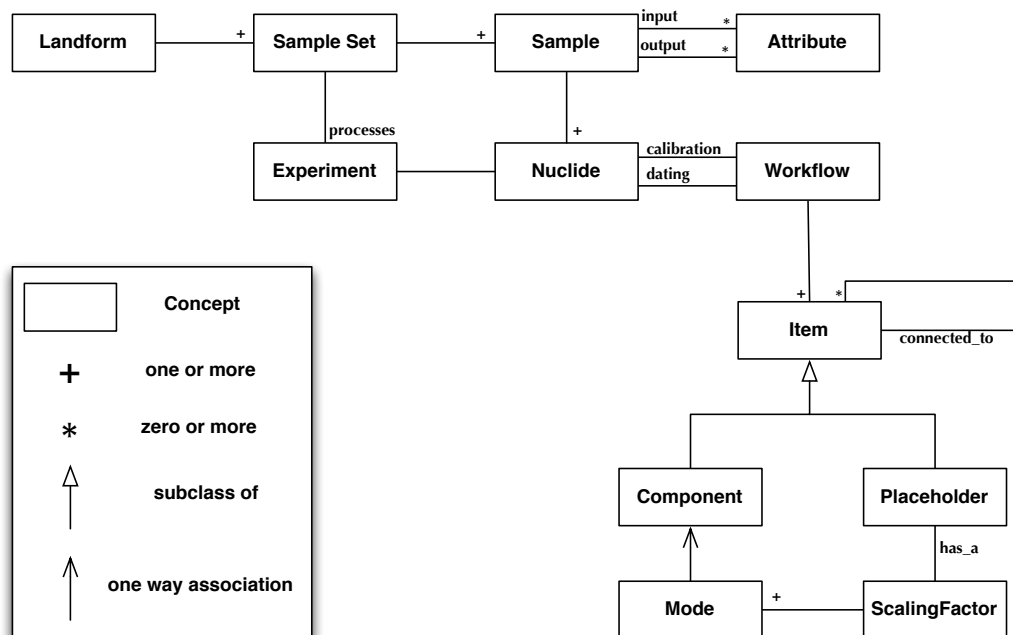 Landform
+
Sample Set
+
Sample
input
*
output
*
Attribute
processes
+
Experiment
Nuclide
calibration
dating
Workflow
+
*
Item
connected_to
Concept
+
one or more
*
zero or more
subclass of
one way association
Component
Placeholder
has_a
Mode
+
ScalingFactor